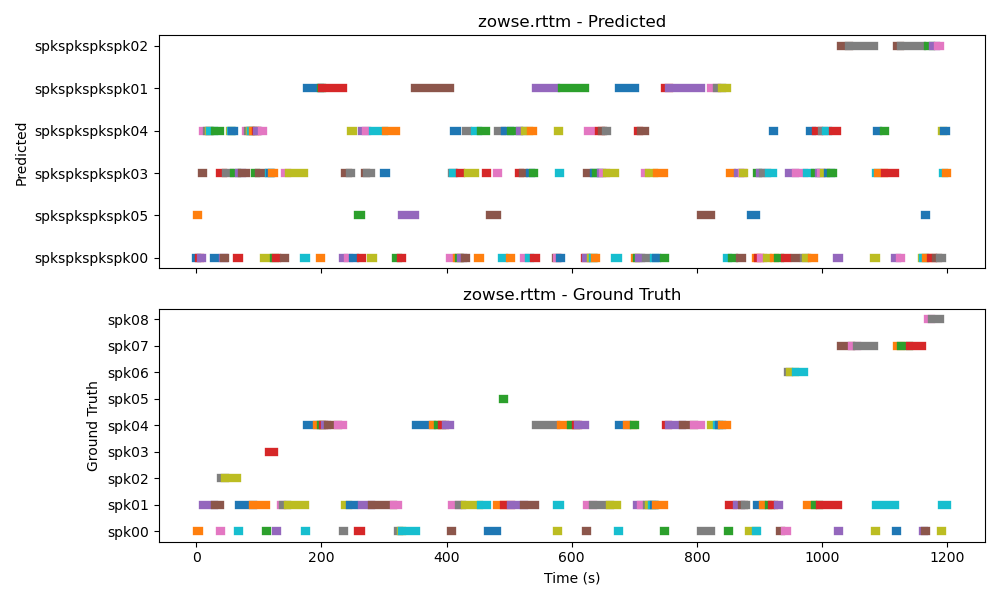 zowse.rttm - Predicted
Predicted
spkspkspkspk02
spkspkspkspk01
spkspkspkspk04
spkspkspkspk03
spkspkspkspk05
spkspkspkspk00
zowse.rttm - Ground Truth
Ground Truth
spk08
spk07
spk06
spk05
spk04
spk03
spk02
spk01
spk00
0 200 400 600 800 1000 1200
Time (s)